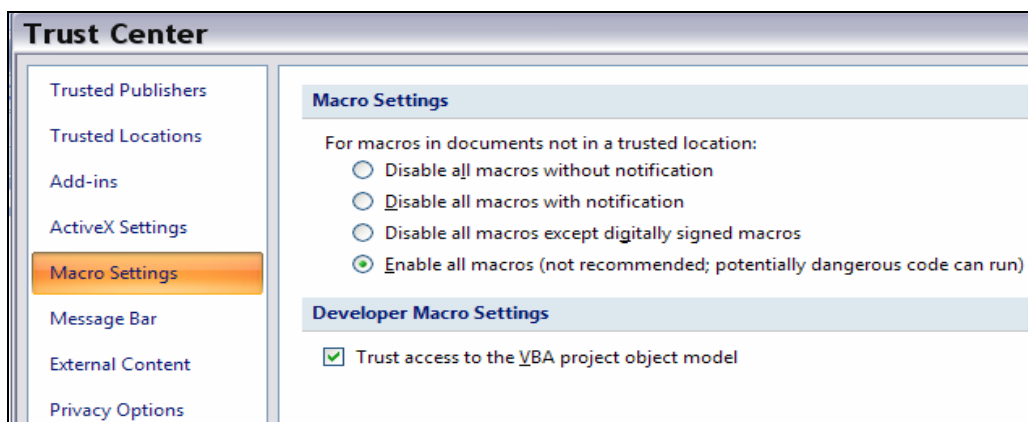 Trust Center
Trusted Publishers
Trusted Locations
Add-ins
ActiveX Settings
Macro Settings
Message Bar
External Content
Privacy Options
Macro Settings
For macros in documents not in a trusted location:
Disable all macros without notification
Disable all macros with notification
Disable all macros except digitally signed macros
Enable all macros (not recommended; potentially dangerous code can run)
Developer Macro Settings
Trust access to the VBA project object model